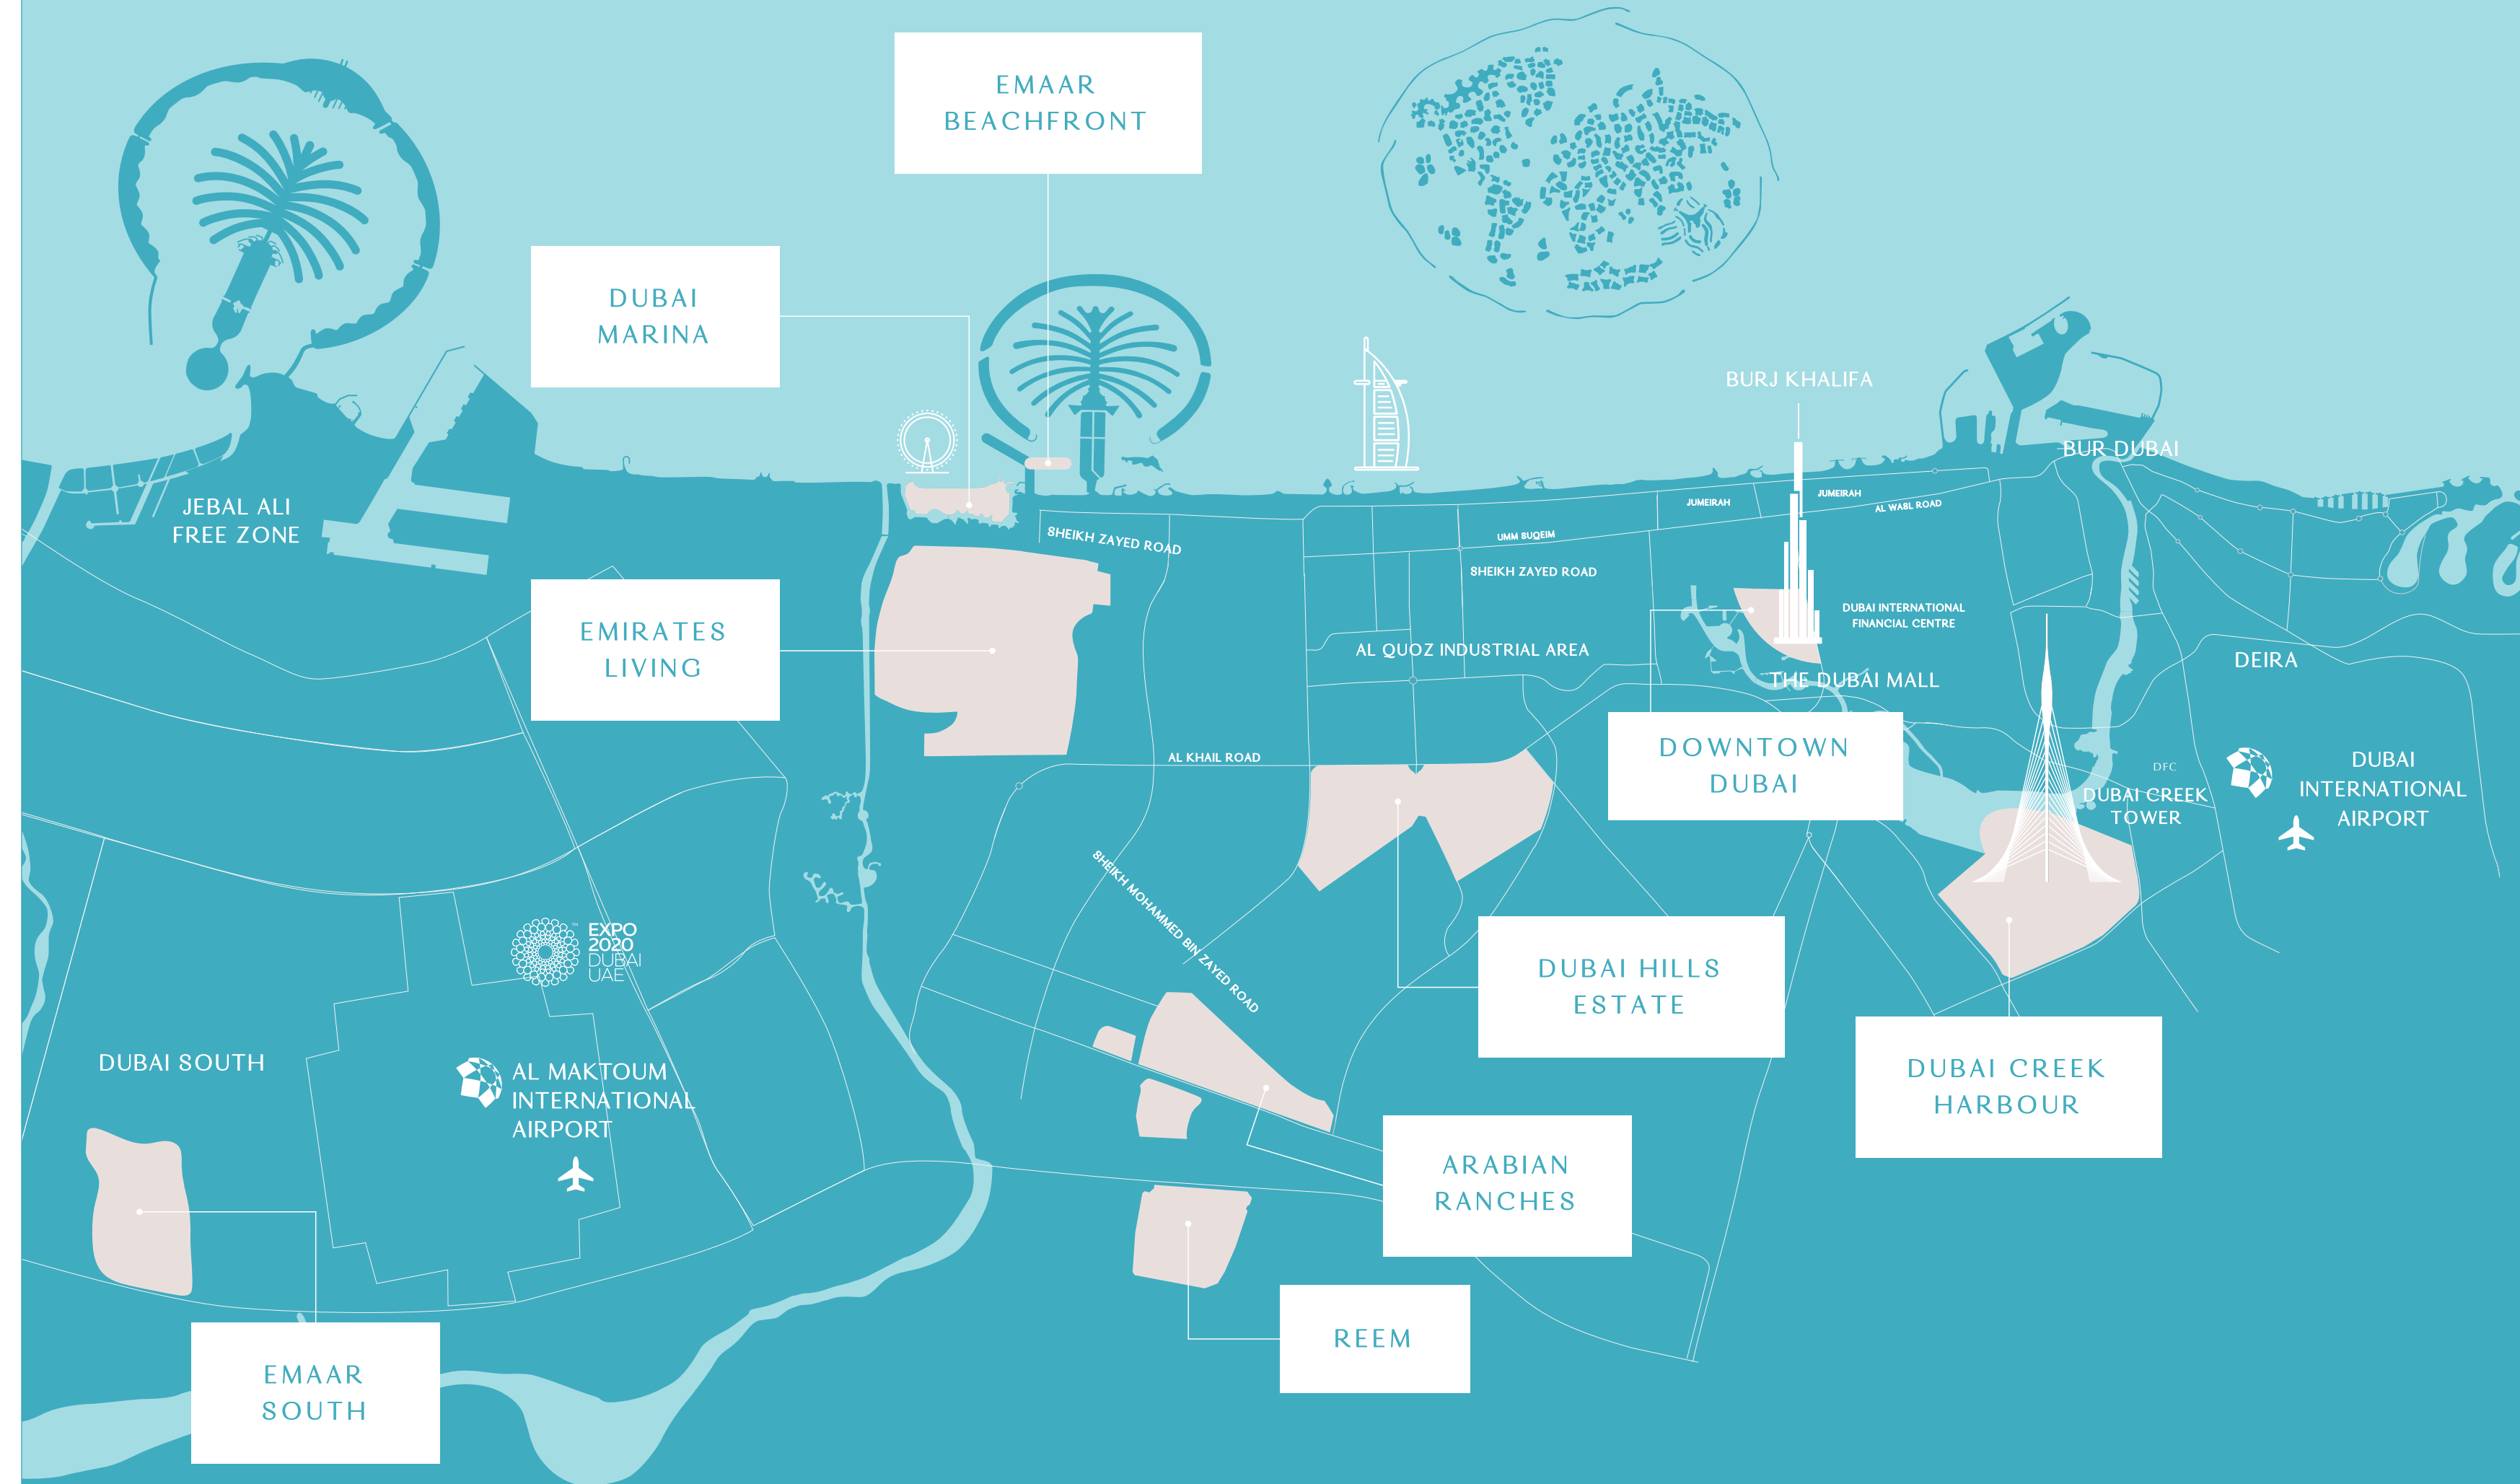 EMAAR
BEACHFRONT
DUBAI
MARINA
BURJ KHALIFA
BUR DUBAI
JEBAL ALI
FREE ZONE
SHEIKH ZAYED ROAD
JUMEIRAH
JUMEIRAH
AL WASL ROAD
UMM SUQEIM
SHEIKH ZAYED ROAD
DUBAI INTERNATIONAL
FINANCIAL CENTRE
EMIRATES
LIVING
AL QUOZ INDUSTRIAL AREA
THE DUBAI MALL
DEIRA
DOWNTOWN
DUBAI
AL KHAIL ROAD
DFC
DUBAI CREEK
TOWER
DUBAI
INTERNATIONAL
AIRPORT
SHEIKH MOHAMMED BIN ZAYED ROAD
EXPO
2020
DUBAI
UAE
TM
DUBAI HILLS
ESTATE
DUBAI SOUTH
AL MAKTOUM
INTERNATIONAL
AIRPORT
DUBAI CREEK
HARBOUR
ARABIAN
RANCHES
REEM
EMAAR
SOUTH